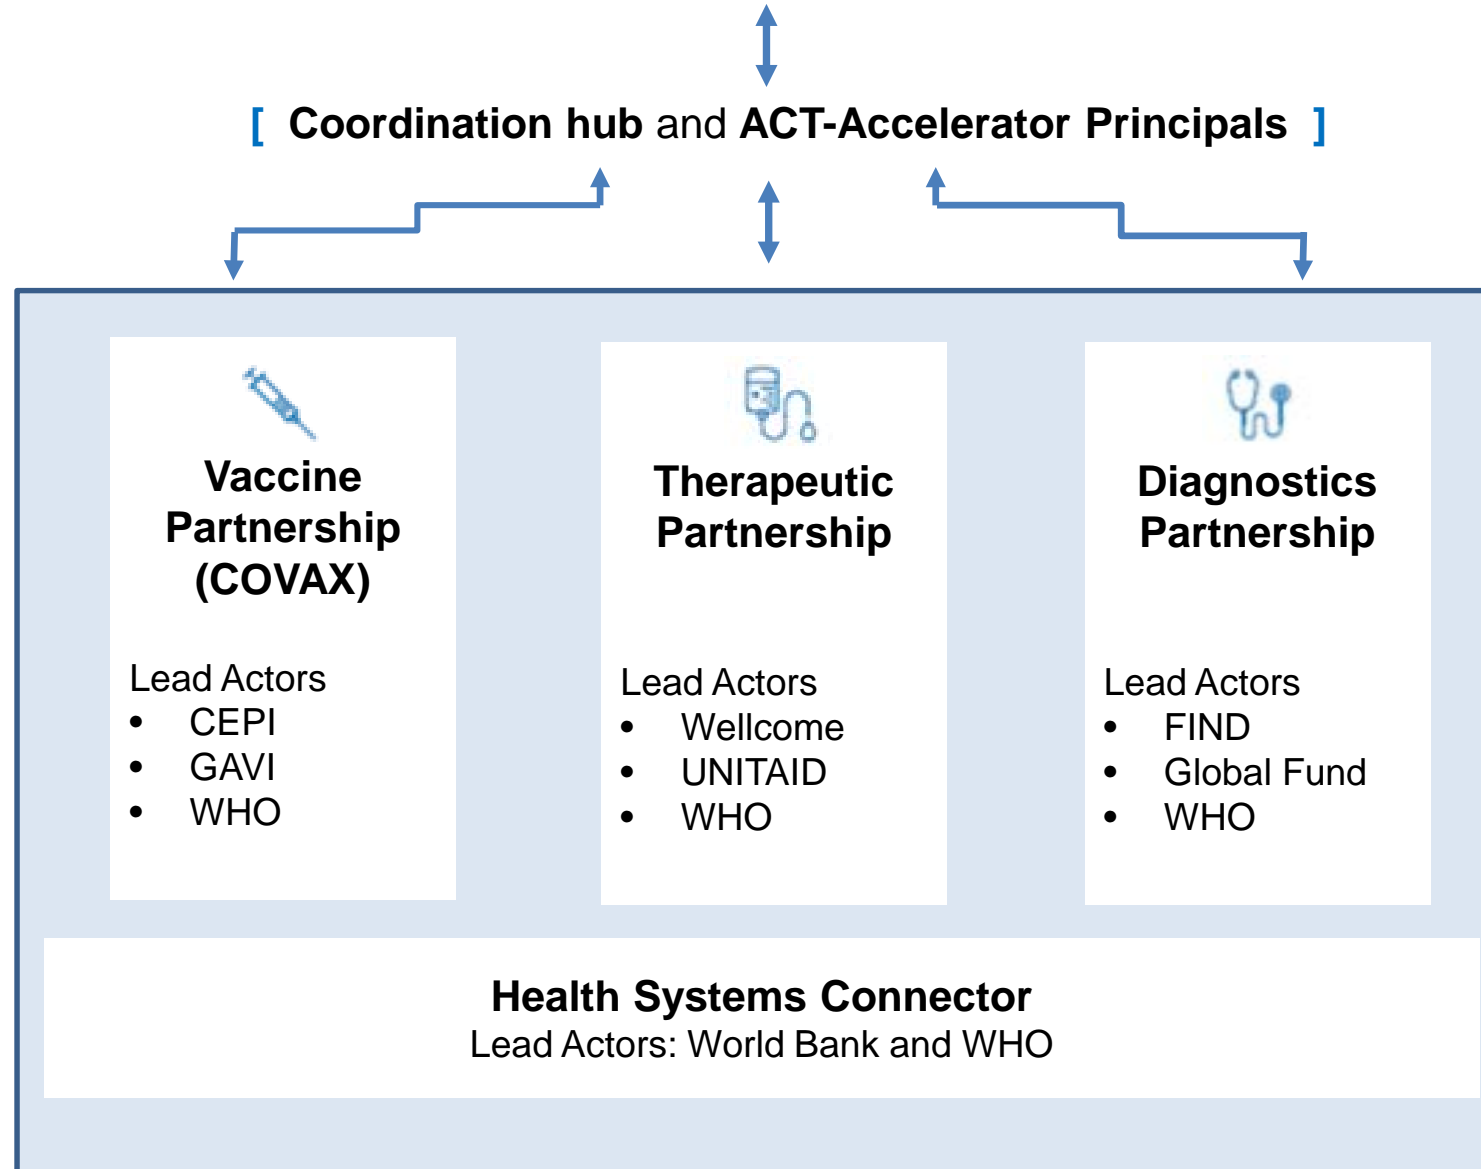 [ Coordination hub and ACT-Accelerator Principals ]
Vaccine
Partnership
(COVAX)
Lead Actors
• CEPI
• GAVI
• WHO
Therapeutic
Partnership
Lead Actors
• Wellcome
• UNITAID
• WHO
Diagnostics
Partnership
Lead Actors
• FIND
• Global Fund
• WHO
Health Systems Connector
Lead Actors: World Bank and WHO